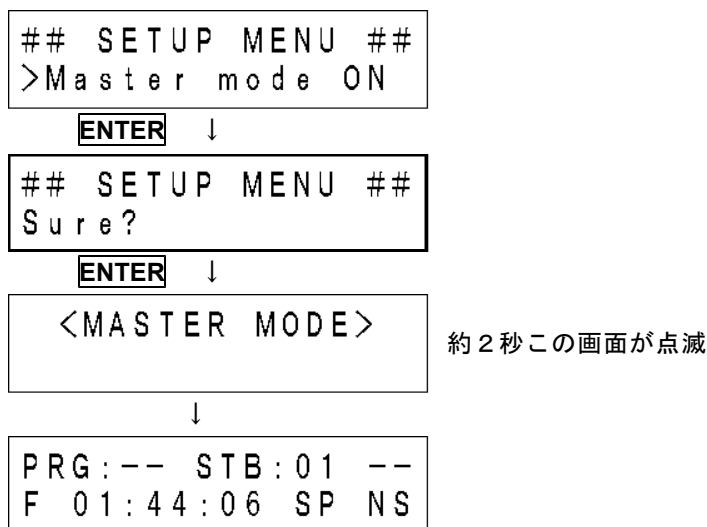 ## SETUP MENU ##
>Master mode ON
ENTER ↓
## SETUP MENU ##
Sure?
ENTER ↓
<MASTER MODE>
約２秒この画面が点滅
↓
PRG:-- STB:01 --
F 01:44:06 SP NS